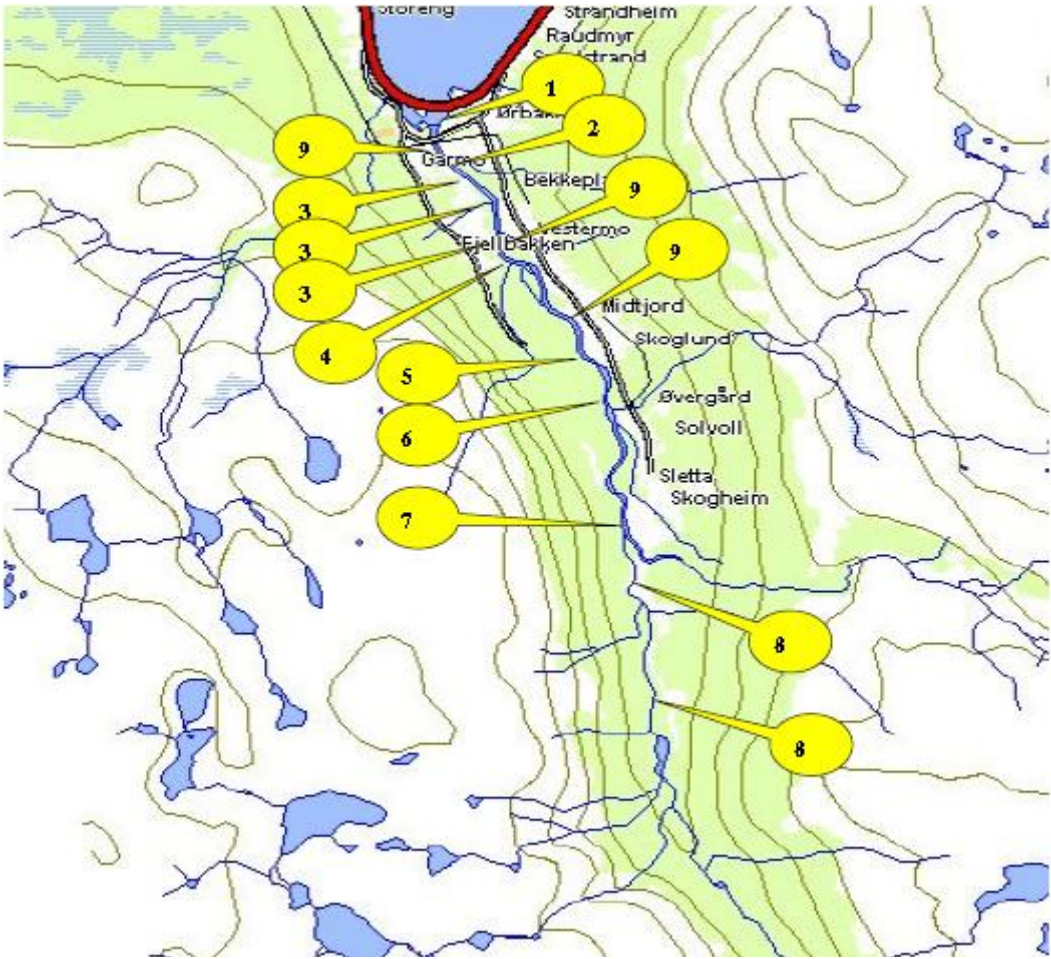 Storeng
Strandheim
Raudmyr
1
2
9
Garmo
9
3
9
3
Fjellbakken
3
Midtjord
4
Skoglund
5
Øvergård
6
Solvoll
Sletta
Skogheim
7
8
8